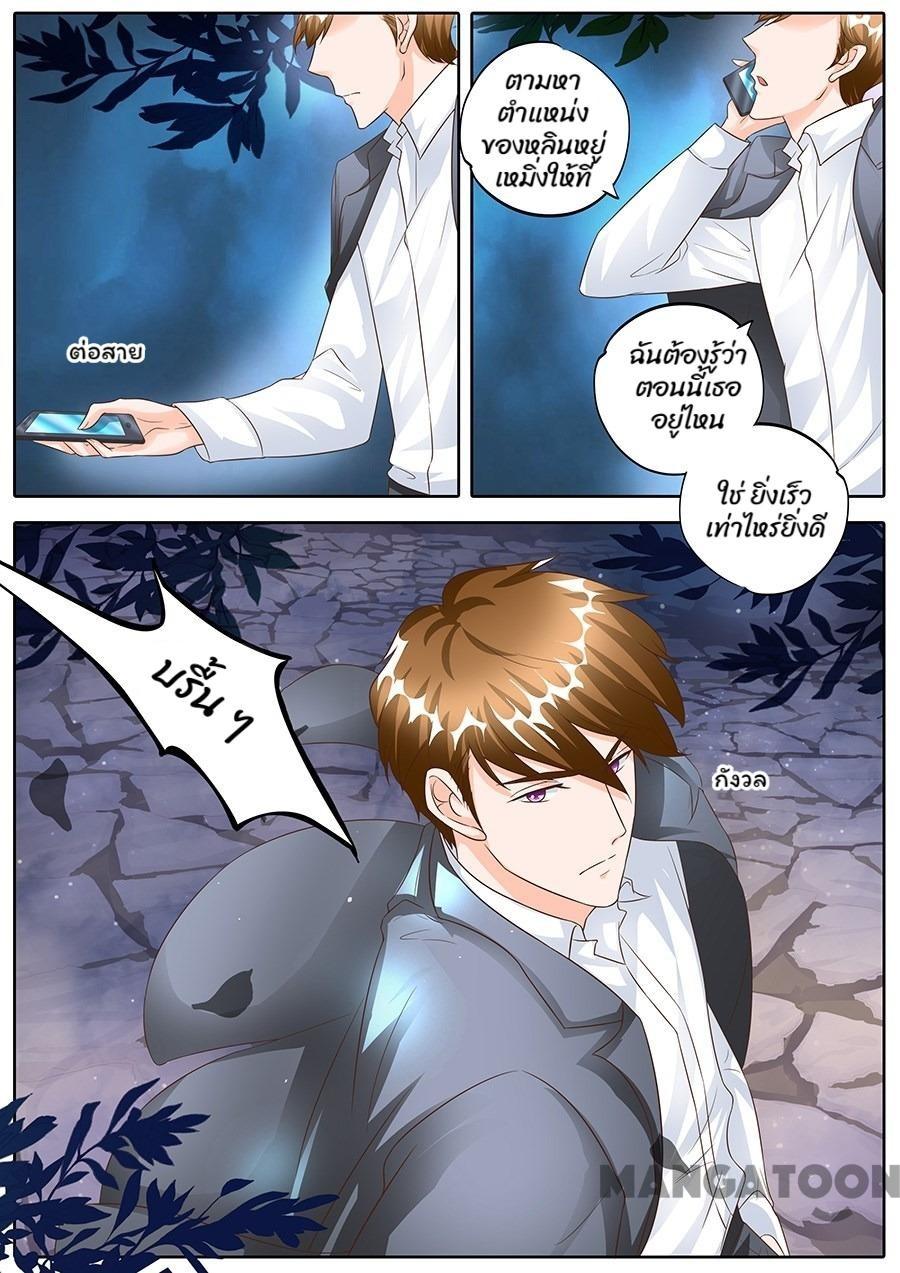 ต่อสาย
ตามหา
ตำแหน่ง
ของหลินหยู่
เหมิ่งให้ที
ฉันต้องรู้ว่า
ตอนนี้เธอ
อยู่ไหน
ใช่ ยิ่งเร็ว
เท่าไหร่ยิ่งดี
บรื้น ๆ
กังวล
MANGATOON